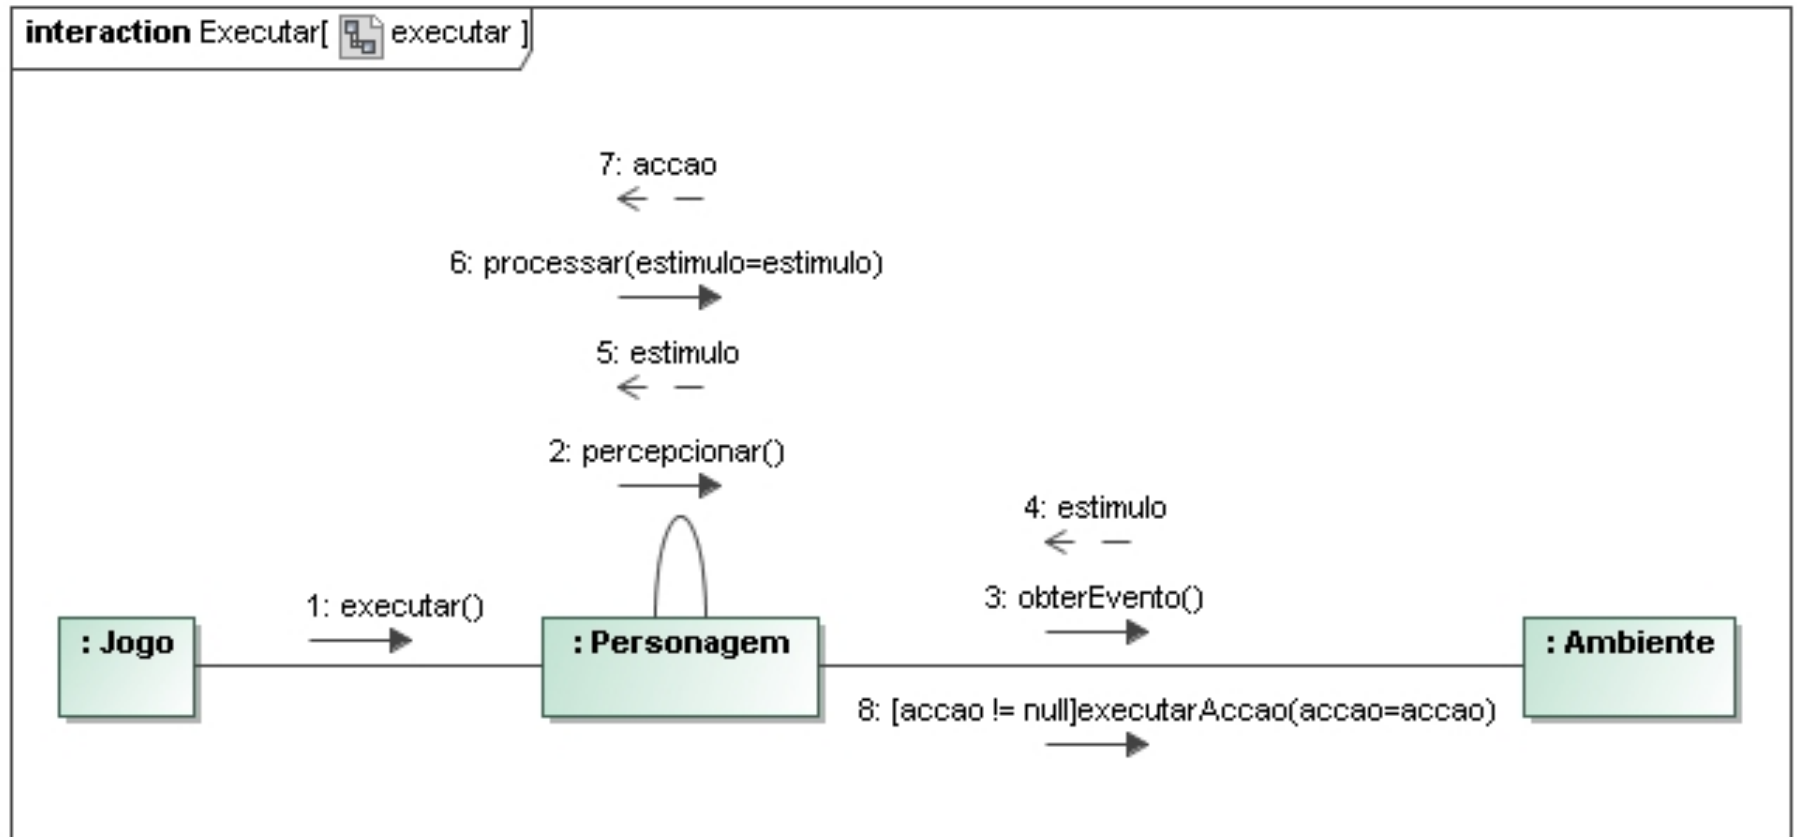 interaction Executar[ executar ]
7: accao
6: processar(estimulo=estimulo)
5: estimulo
2: percepcionar()
4: estimulo
3: obterEvento()
1: executar()
: Jogo
: Personagem
: Ambiente
8: [accao != null]executarAccao(accao=accao)